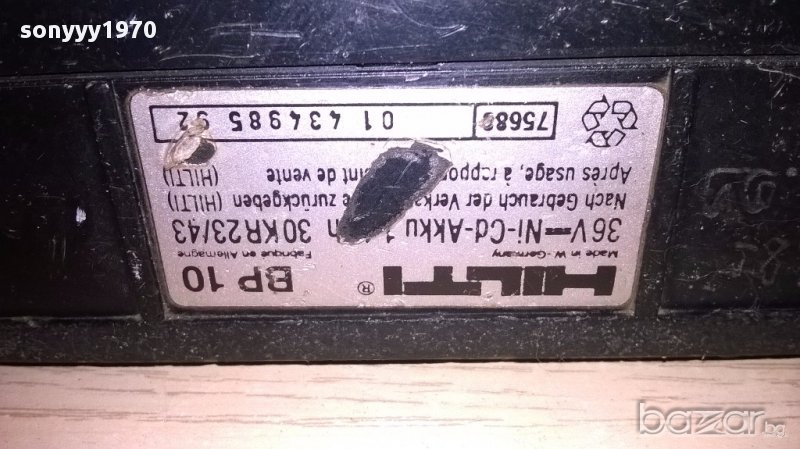 sonyyy1970
HILTI ® BP 10
Made in W.-Germany Fabriqué en Allemagne
36V⎓Ni-Cd-Akku 30KR23/43
Nach Gebrauch der zurückgeben (HILTI)
Après usage, à de vente (HILTI)
01 434985 92
bazar.bg